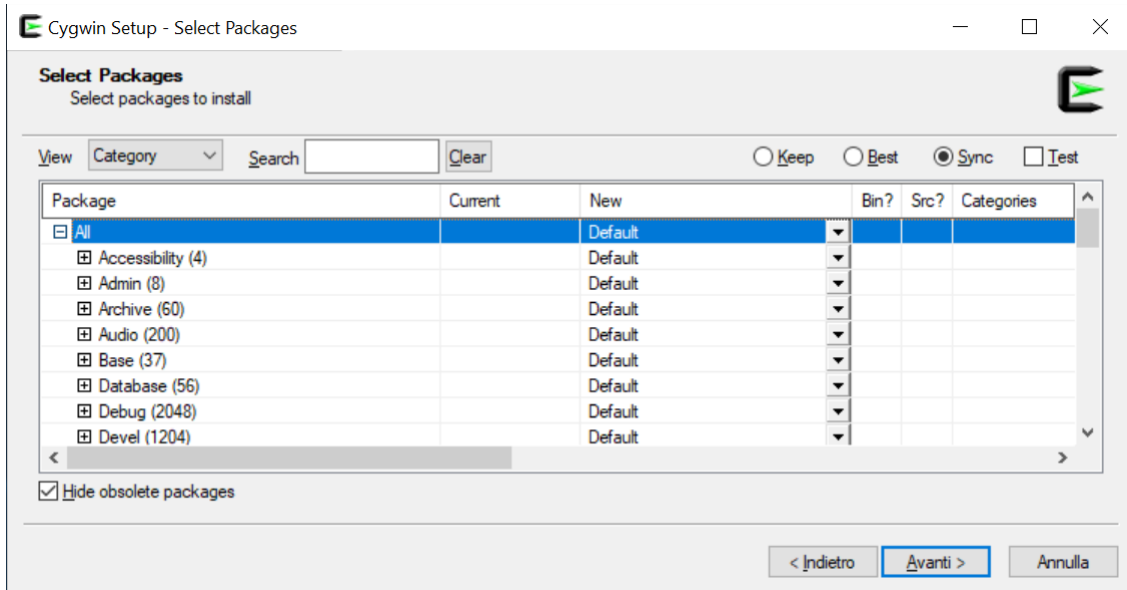 Cygwin Setup - Select Packages
Select Packages
Select packages to install
View Category Search Clear Keep Best Sync Test
Package Current New Bin? Src? Categories
All Default
Accessibility (4) Default
Admin (8) Default
Archive (60) Default
Audio (200) Default
Base (37) Default
Database (56) Default
Debug (2048) Default
Devel (1204) Default
Hide obsolete packages
< Indietro Avanti > Annulla